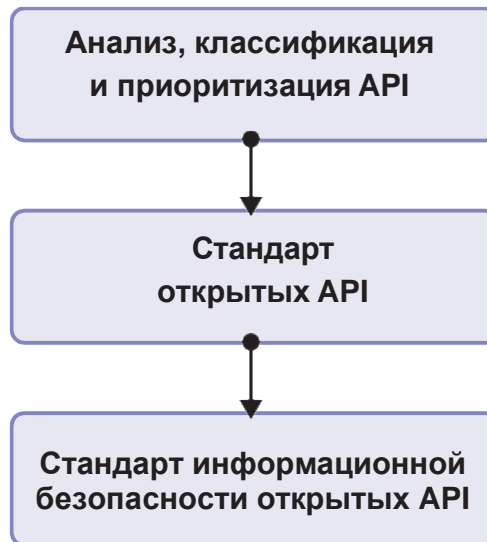 Анализ, классификация
и приоритизация API
Стандарт
открытых API
Стандарт информационной
безопасности открытых API